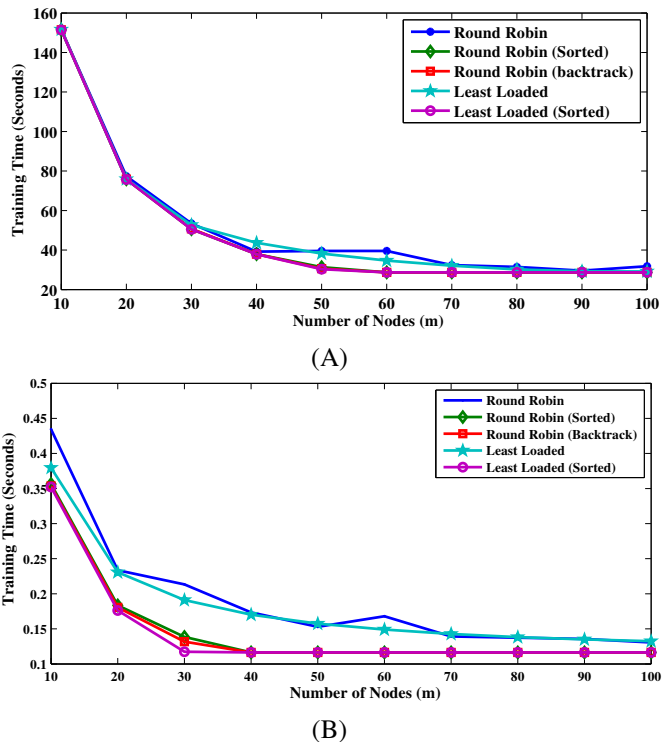 160
140
120
100
80
60
40
20
Training Time (Seconds)
Round Robin
Round Robin (Sorted)
Round Robin (backtrack)
Least Loaded
Least Loaded (Sorted)
10 20 30 40 50 60 70 80 90 100
Number of Nodes (m)
(A)
0.5
0.45
0.4
0.35
0.3
0.25
0.2
0.15
0.1
Training Time (Seconds)
Round Robin
Round Robin (Sorted)
Round Robin (Backtrack)
Least Loaded
Least Loaded (Sorted)
10 20 30 40 50 60 70 80 90 100
Number of Nodes (m)
(B)